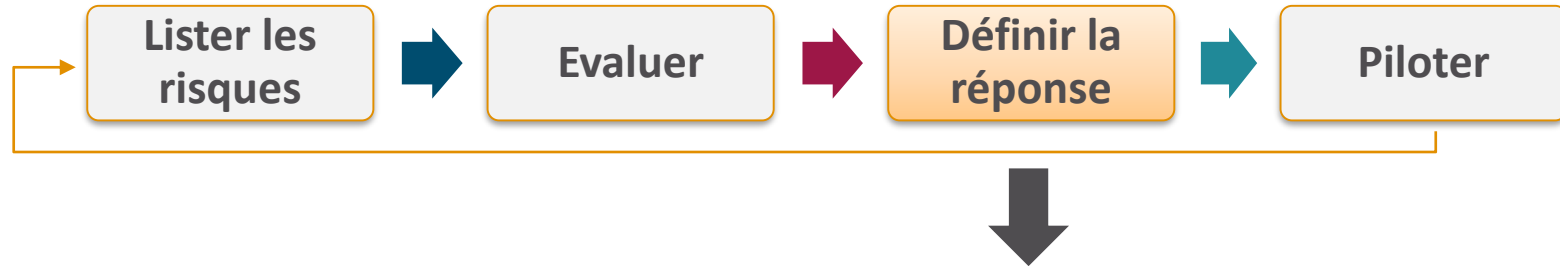 Lister les
risques
Evaluer
Définir la
réponse
Piloter